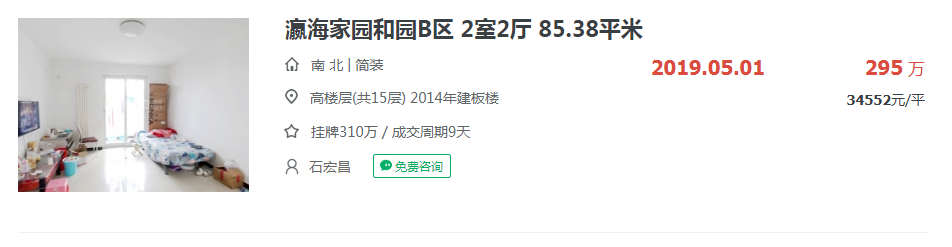 瀛海家园和园B区 2室2厅 85.38平米
南 北 | 简装
2019.05.01
295 万
高楼层(共15层) 2014年建板楼
34552元/平
挂牌310万 / 成交周期9天
石宏昌
免费咨询